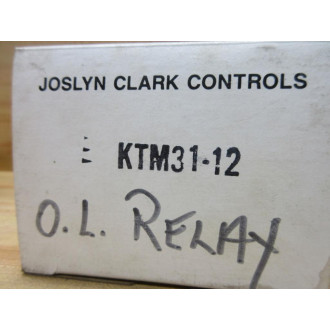 JOSLYN CLARK CONTROLS
KTM31-12
O.L. RELAY